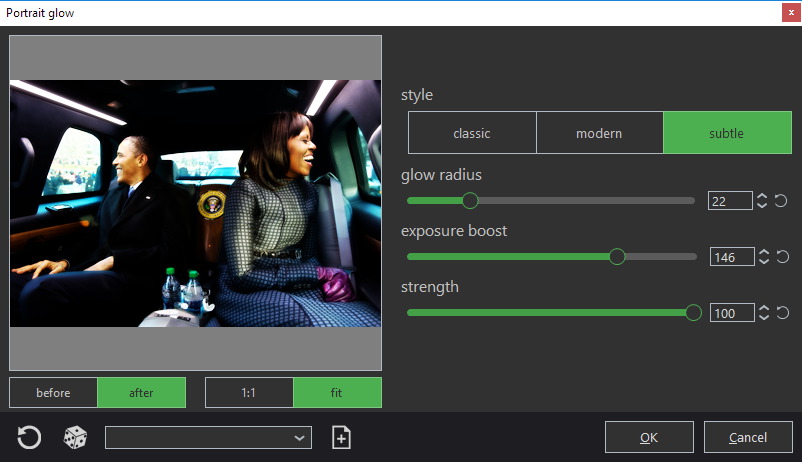 Portrait glow
x
style
classic modern subtle
glow radius
22
exposure boost
146
strength
100
before after 1:1 fit
OK Cancel